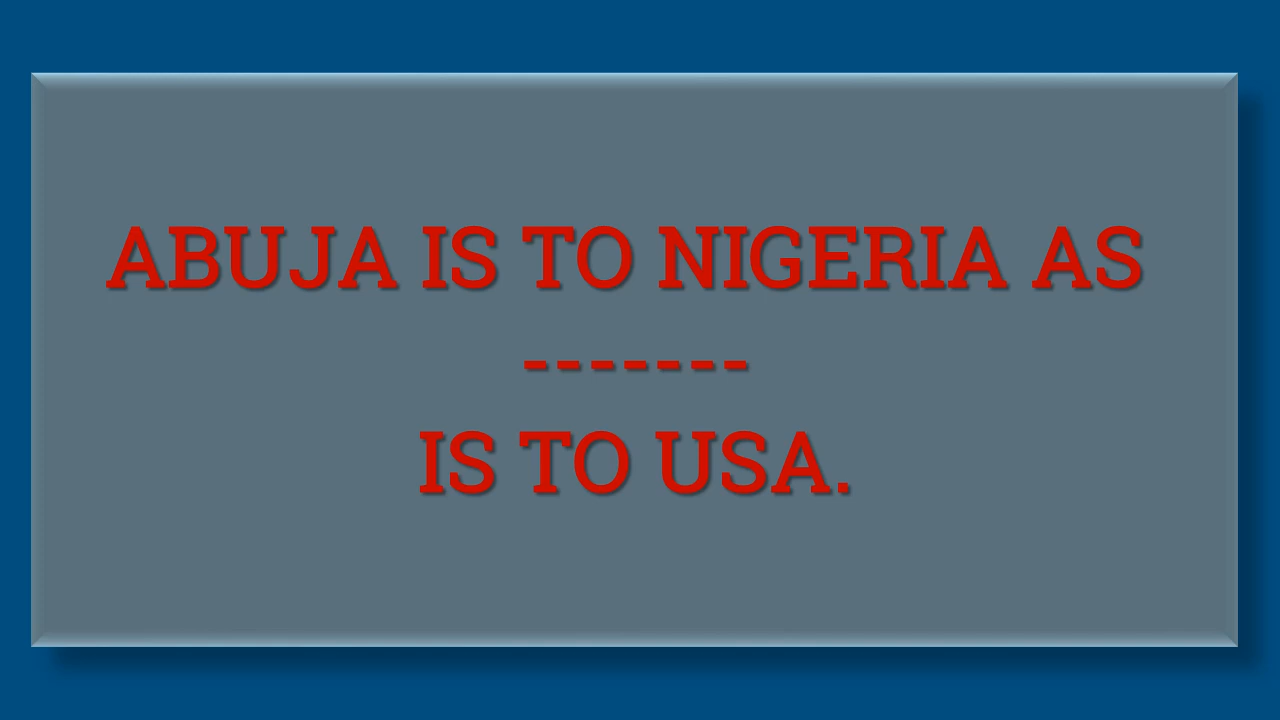 ABUJA IS TO NIGERIA AS
-------
IS TO USA.